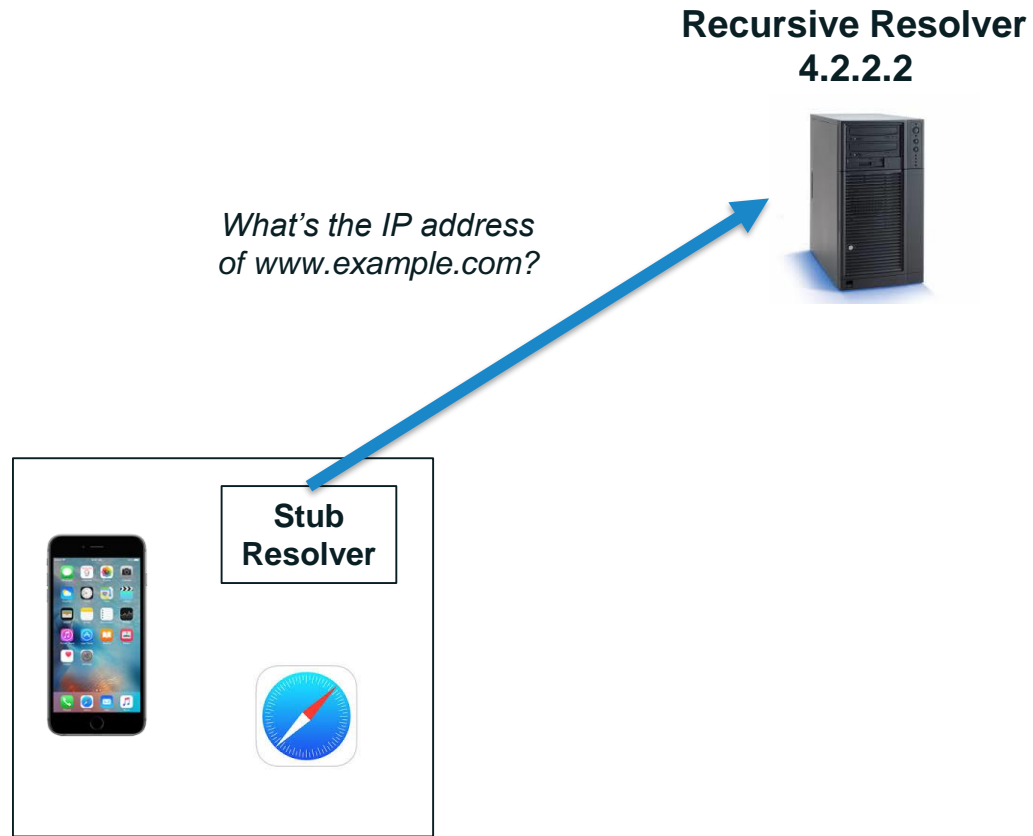 Recursive Resolver
4.2.2.2
What’s the IP address
of www.example.com?
Stub
Resolver